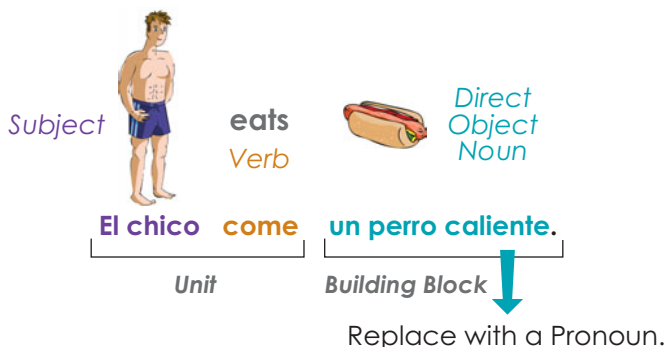 Subject
eats
Verb
Direct
Object
Noun
El chico come un perro caliente.
Unit Building Block
Replace with a Pronoun.